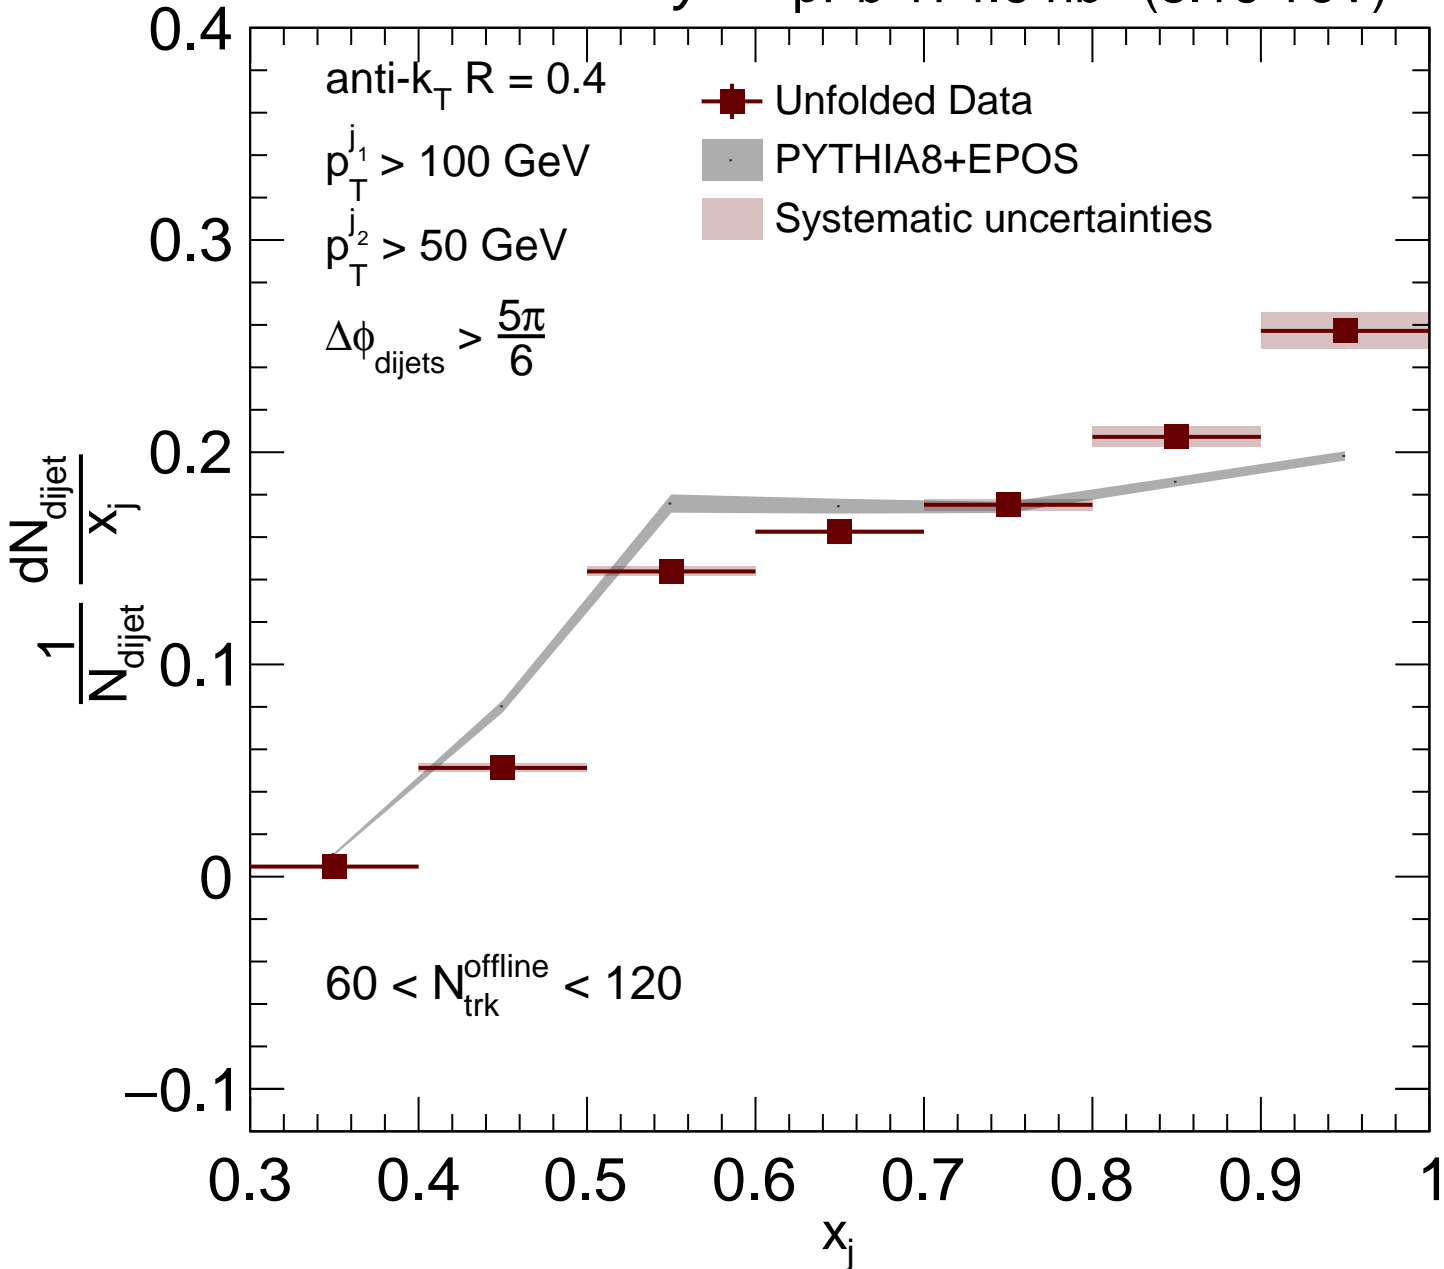 anti-k_T R = 0.4
p_T^{j_1} > 100 GeV
p_T^{j_2} > 50 GeV
Δϕ_dijets > 5π/6
Unfolded Data
PYTHIA8+EPOS
Systematic uncertainties
60 < N_trk^offline < 120
1/N_dijet dN_dijet/x_j
0.4
0.3
0.2
0.1
0
−0.1
0.3 0.4 0.5 0.6 0.7 0.8 0.9 1
x_j